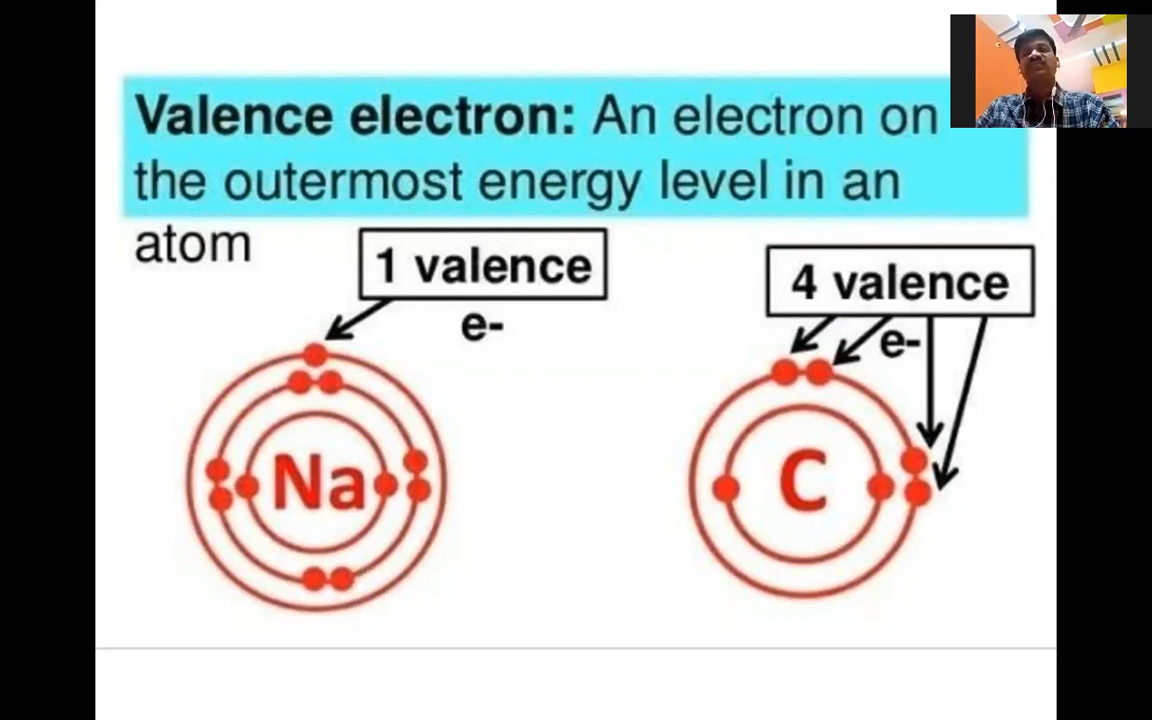 Valence electron: An electron on
the outermost energy level in an
atom
1 valence
e-
4 valence
e-
Na
C